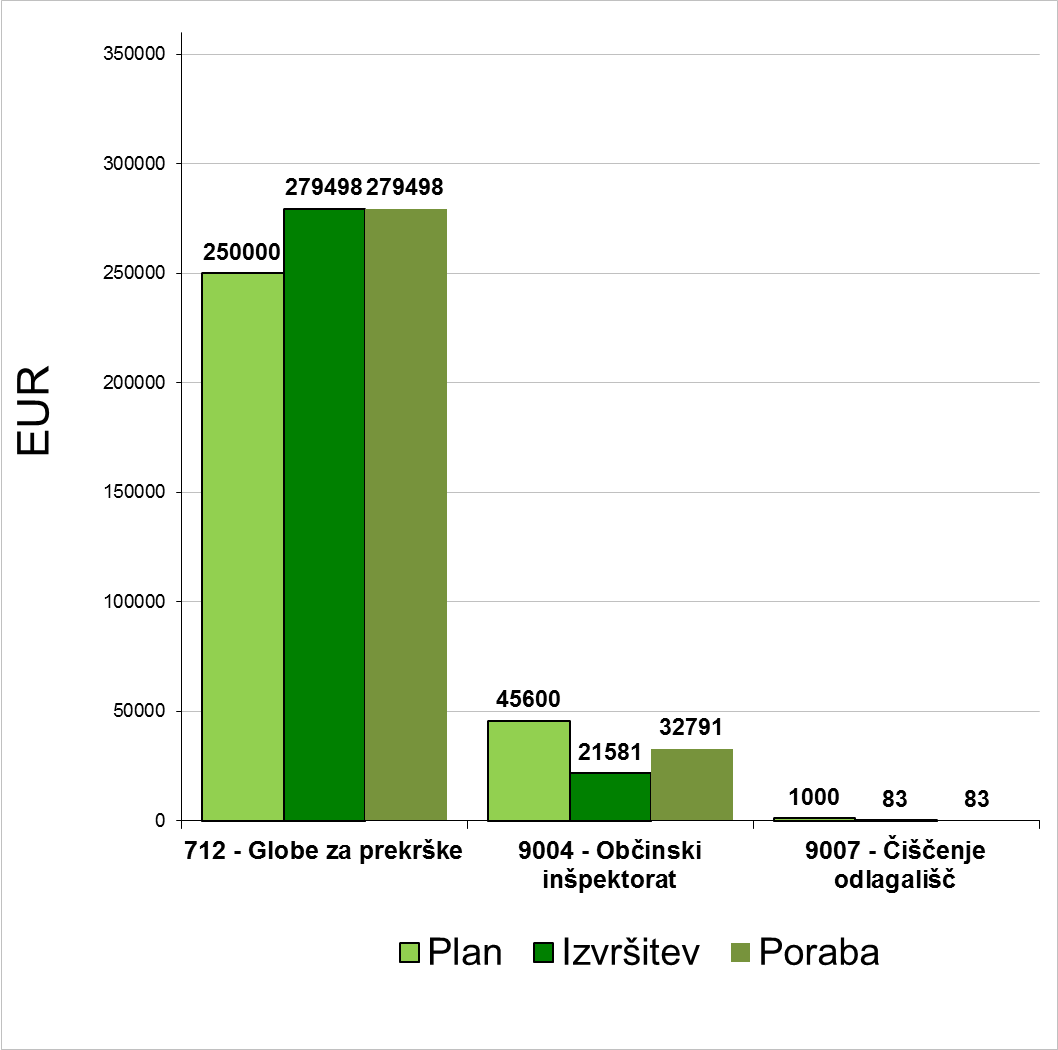 350000
300000
250000
200000
150000
100000
50000
0
EUR
250000
279498
279498
45600
21581
32791
1000
83
83
712 - Globe za prekrške
9004 - Občinski
inšpektorat
9007 - Čiščenje
odlagališč
Plan
Izvršitev
Poraba